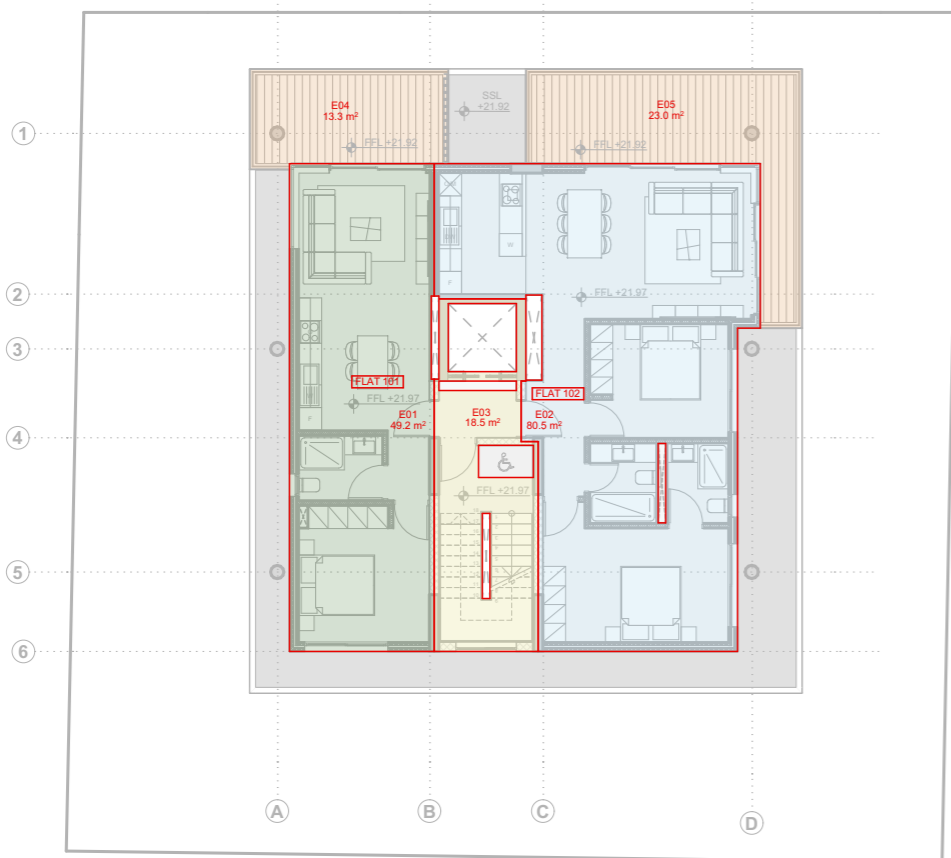 E04
13.3 m²
SSL
+21.92
E05
23.0 m²
1
FFL +21.92
FFL +21.92
2
FFL +21.97
3
FLAT 101
FLAT 102
FFL +21.97
E01
49.2 m²
E03
18.5 m²
E02
80.5 m²
4
FFL +21.97
5
6
A
B
C
D